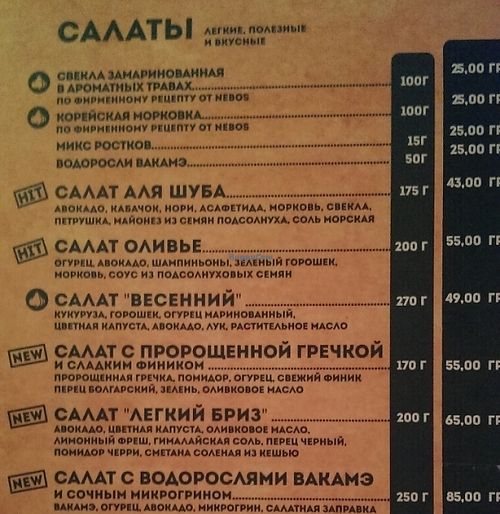 САЛАТЫ ЛЕГКИЕ, ПОЛЕЗНЫЕ
И ВКУСНЫЕ
СВЕКЛА ЗАМАРИНОВАННАЯ
В АРОМАТНЫХ ТРАВАХ 100Г 25,00 ГР
ПО ФИРМЕННОМУ РЕЦЕПТУ ОТ NEBOS
КОРЕЙСКАЯ МОРКОВКА 100Г 25,00 ГР
ПО ФИРМЕННОМУ РЕЦЕПТУ ОТ NEBOS
МИКС РОСТКОВ 15Г 25,00 ГР
ВОДОРОСЛИ ВАКАМЭ 50Г 25,00 ГР
HIT САЛАТ АЛЯ ШУБА 175 Г 43,00 ГР
АВОКАДО, КАБАЧОК, НОРИ, АСАФЕТИДА, МОРКОВЬ, СВЕКЛА,
ПЕТРУШКА, МАЙОНЕЗ ИЗ СЕМЯН ПОДСОЛНУХА, СОЛЬ МОРСКАЯ
HIT САЛАТ ОЛИВЬЕ 200 Г 55,00 ГР
ОГУРЕЦ, АВОКАДО, ШАМПИНЬОНЫ, ЗЕЛЕНЫЙ ГОРОШЕК,
МОРКОВЬ, СОУС ИЗ ПОДСОЛНУХОВЫХ СЕМЯН
САЛАТ "ВЕСЕННИЙ" 270 Г 49,00 ГР
КУКУРУЗА, ГОРОШЕК, ОГУРЕЦ МАРИНОВАННЫЙ,
ЦВЕТНАЯ КАПУСТА, АВОКАДО, ЛУК, РАСТИТЕЛЬНОЕ МАСЛО
NEW САЛАТ С ПРОРОЩЕННОЙ ГРЕЧКОЙ
И СЛАДКИМ ФИНИКОМ 170 Г 55,00 ГР
ПРОРОЩЕННАЯ ГРЕЧКА, ПОМИДОР, ОГУРЕЦ, СВЕЖИЙ ФИНИК
ПЕРЕЦ БОЛГАРСКИЙ, ЗЕЛЕНЬ, ОЛИВКОВОЕ МАСЛО
NEW САЛАТ "ЛЕГКИЙ БРИЗ" 200 Г 65,00 ГР
АВОКАДО, ЦВЕТНАЯ КАПУСТА, ОЛИВКОВОЕ МАСЛО,
ЛИМОННЫЙ ФРЕШ, ГИМАЛАЙСКАЯ СОЛЬ, ПЕРЕЦ ЧЕРНЫЙ,
ПОМИДОР ЧЕРРИ, СМЕТАНА СОЛЕНАЯ ИЗ КЕШЬЮ
NEW САЛАТ С ВОДОРОСЛЯМИ ВАКАМЭ
И СОЧНЫМ МИКРОГРИНОМ 250 Г 85,00 ГР
ВАКАМЭ, ОГУРЕЦ, АВОКАДО, МИКРОГРИН, САЛАТНАЯ ЗАПРАВКА